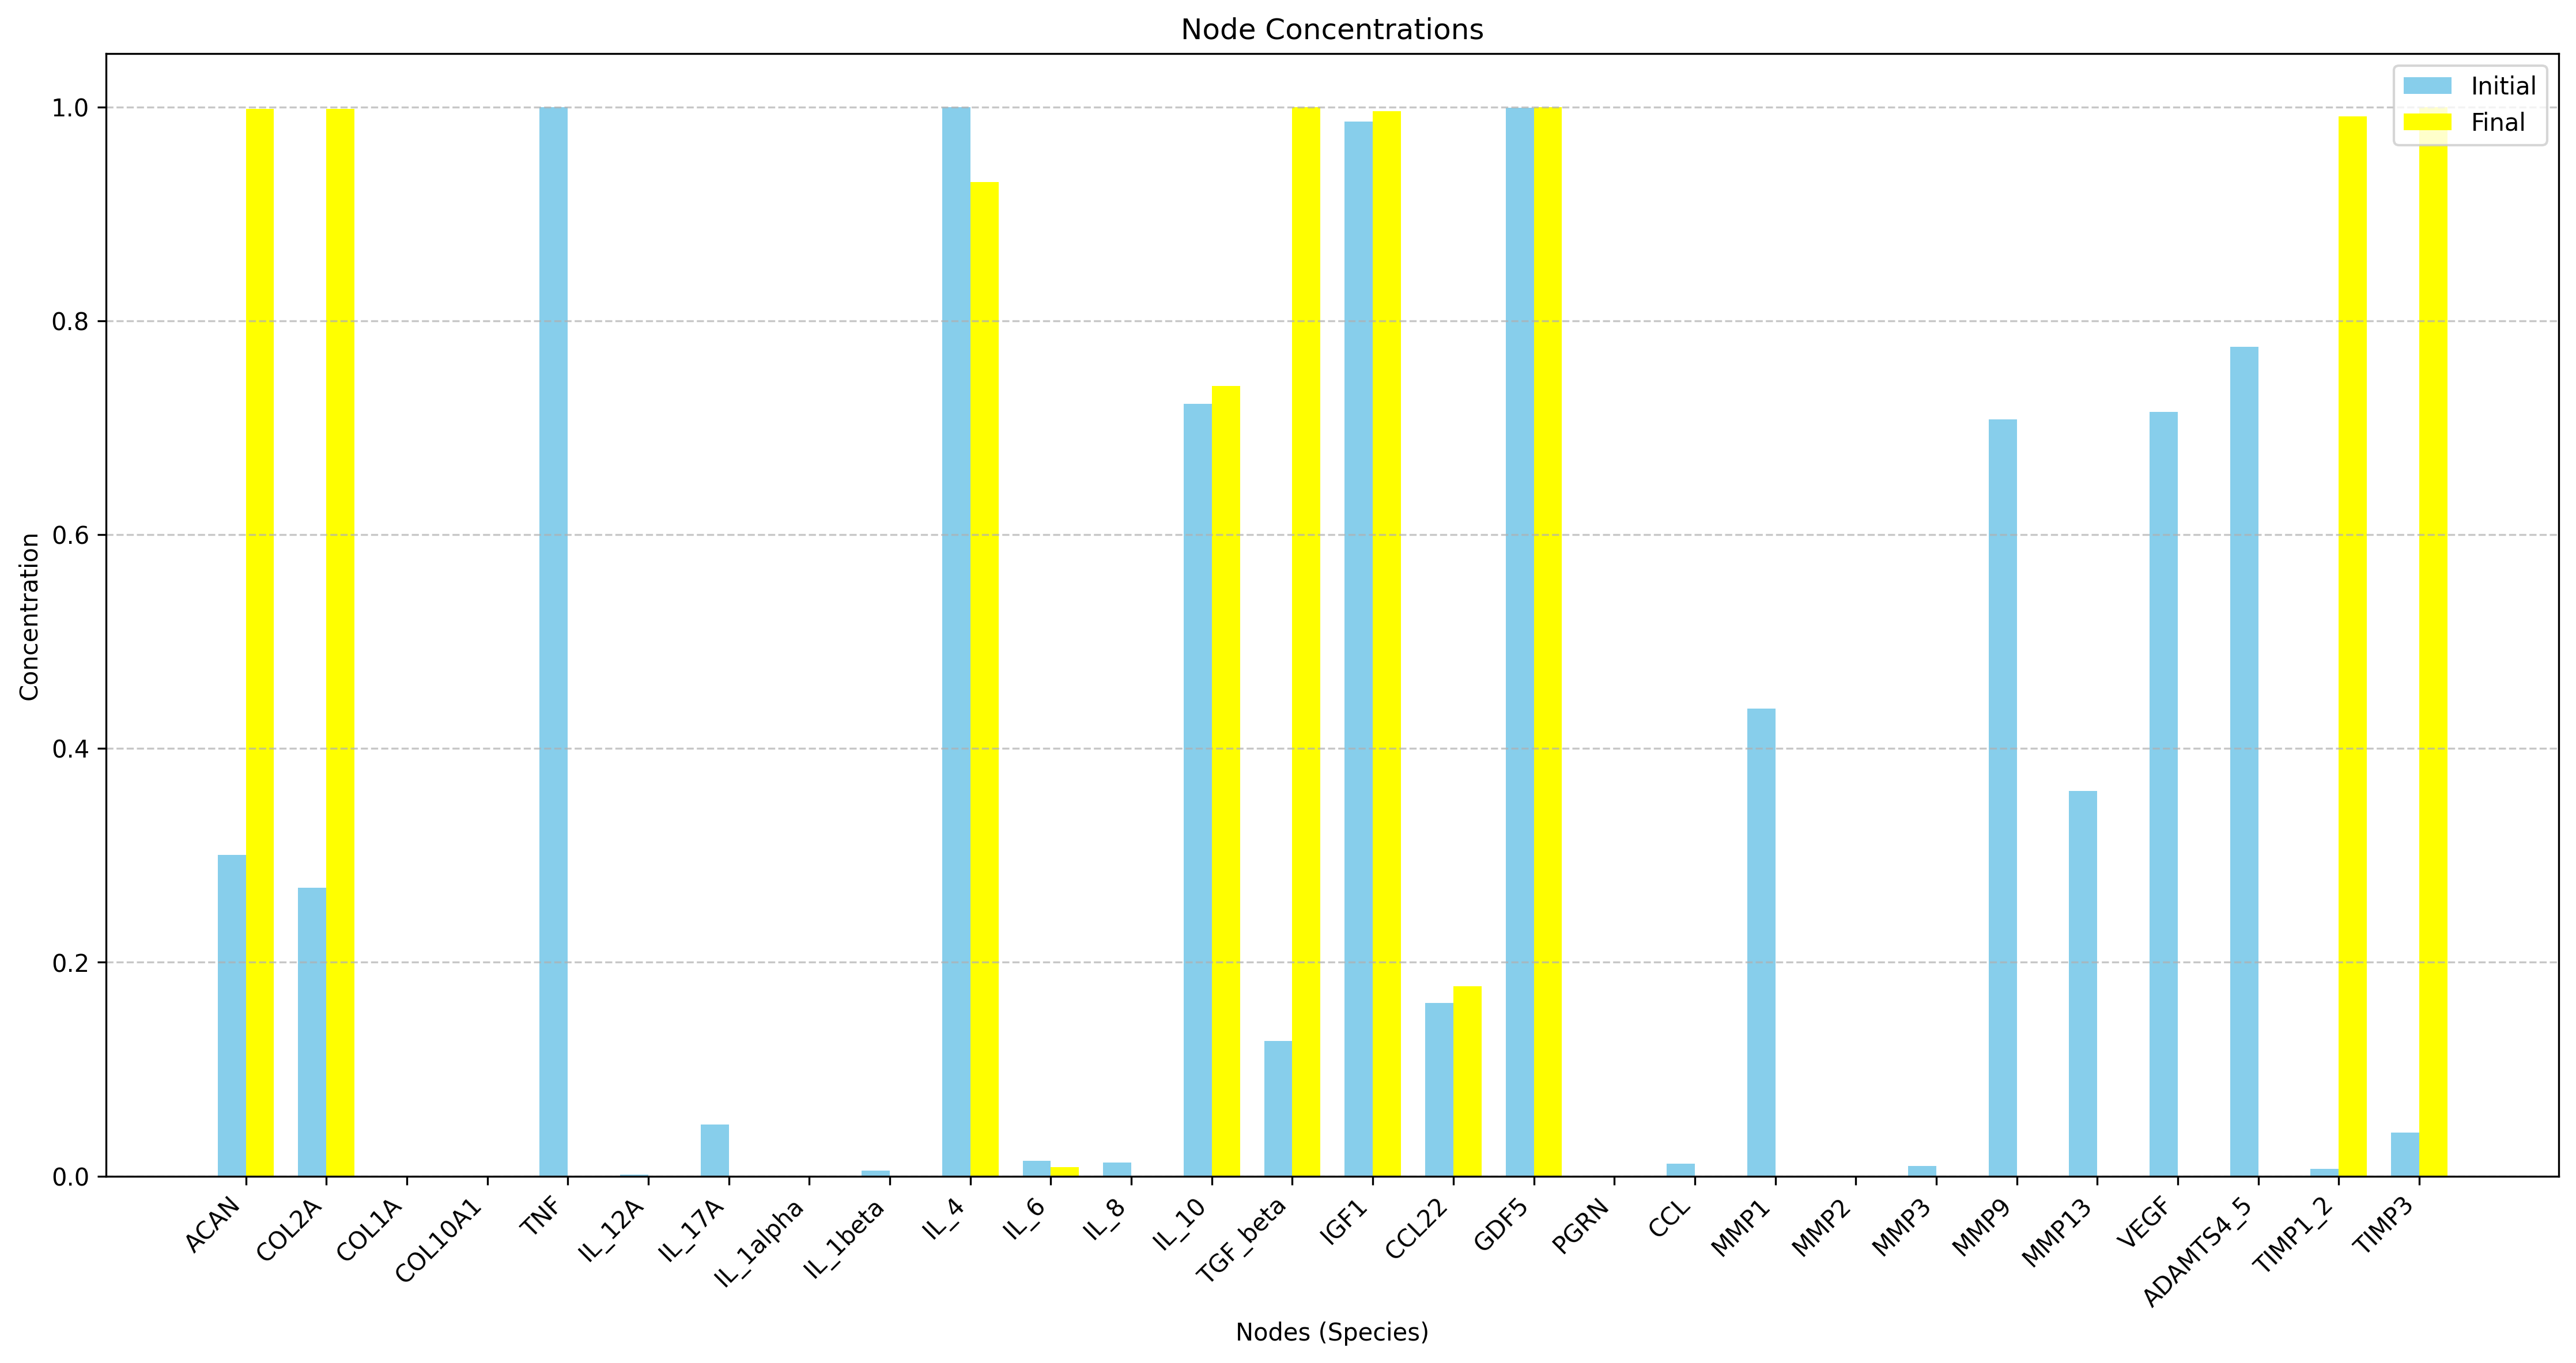 Node Concentrations
Initial
Final
1.0
0.8
0.6
0.4
0.2
0.0
Concentration
ACAN
COL2A
COL1A
COL10A1
TNF
IL_12A
IL_17A
IL_1alpha
IL_1beta
IL_4
IL_6
IL_8
IL_10
TGF_beta
IGF1
CCL22
GDF5
PGRN
CCL
MMP1
MMP2
MMP3
MMP9
MMP13
VEGF
ADAMTS4_5
TIMP1_2
TIMP3
Nodes (Species)